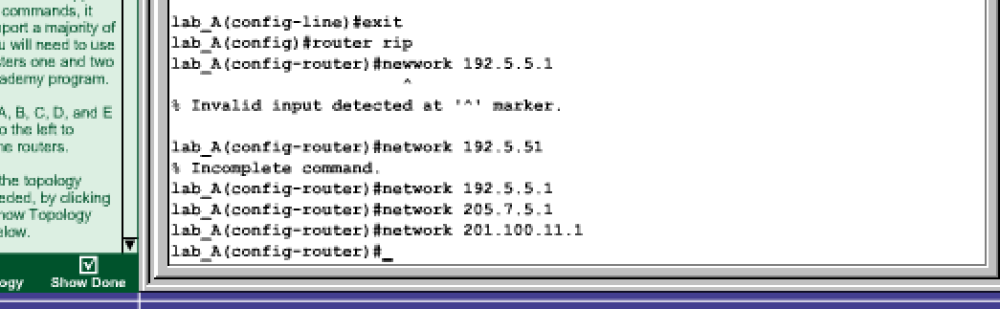 commands, it
port a majority of
u will need to use
ters one and two
ademy program.
A, B, C, D, and E
o the left to
ne routers.
the topology
eded, by clicking
how Topology
elow.
ogy Show Done
lab_A(config-line)#exit
lab_A(config)#router rip
lab_A(config-router)#newwork 192.5.5.1
^
% Invalid input detected at '^' marker.
lab_A(config-router)#network 192.5.51
% Incomplete command.
lab_A(config-router)#network 192.5.5.1
lab_A(config-router)#network 205.7.5.1
lab_A(config-router)#network 201.100.11.1
lab_A(config-router)#_